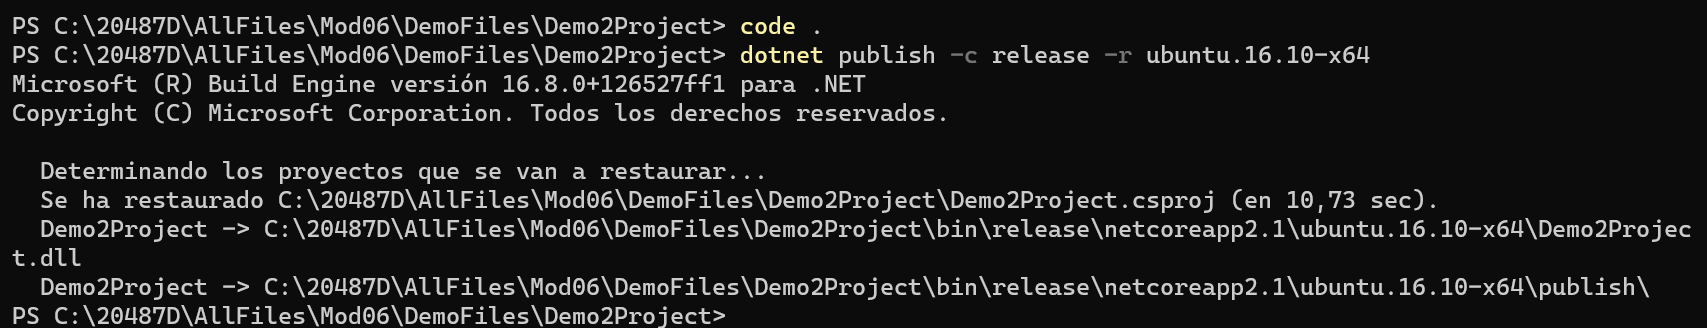 PS C:\20487D\AllFiles\Mod06\DemoFiles\Demo2Project> code .
PS C:\20487D\AllFiles\Mod06\DemoFiles\Demo2Project> dotnet publish -c release -r ubuntu.16.10-x64
Microsoft (R) Build Engine versión 16.8.0+126527ff1 para .NET
Copyright (C) Microsoft Corporation. Todos los derechos reservados.

  Determinando los proyectos que se van a restaurar...
  Se ha restaurado C:\20487D\AllFiles\Mod06\DemoFiles\Demo2Project\Demo2Project.csproj (en 10,73 sec).
  Demo2Project -> C:\20487D\AllFiles\Mod06\DemoFiles\Demo2Project\bin\release\netcoreapp2.1\ubuntu.16.10-x64\Demo2Projec
t.dll
  Demo2Project -> C:\20487D\AllFiles\Mod06\DemoFiles\Demo2Project\bin\release\netcoreapp2.1\ubuntu.16.10-x64\publish\
PS C:\20487D\AllFiles\Mod06\DemoFiles\Demo2Project>